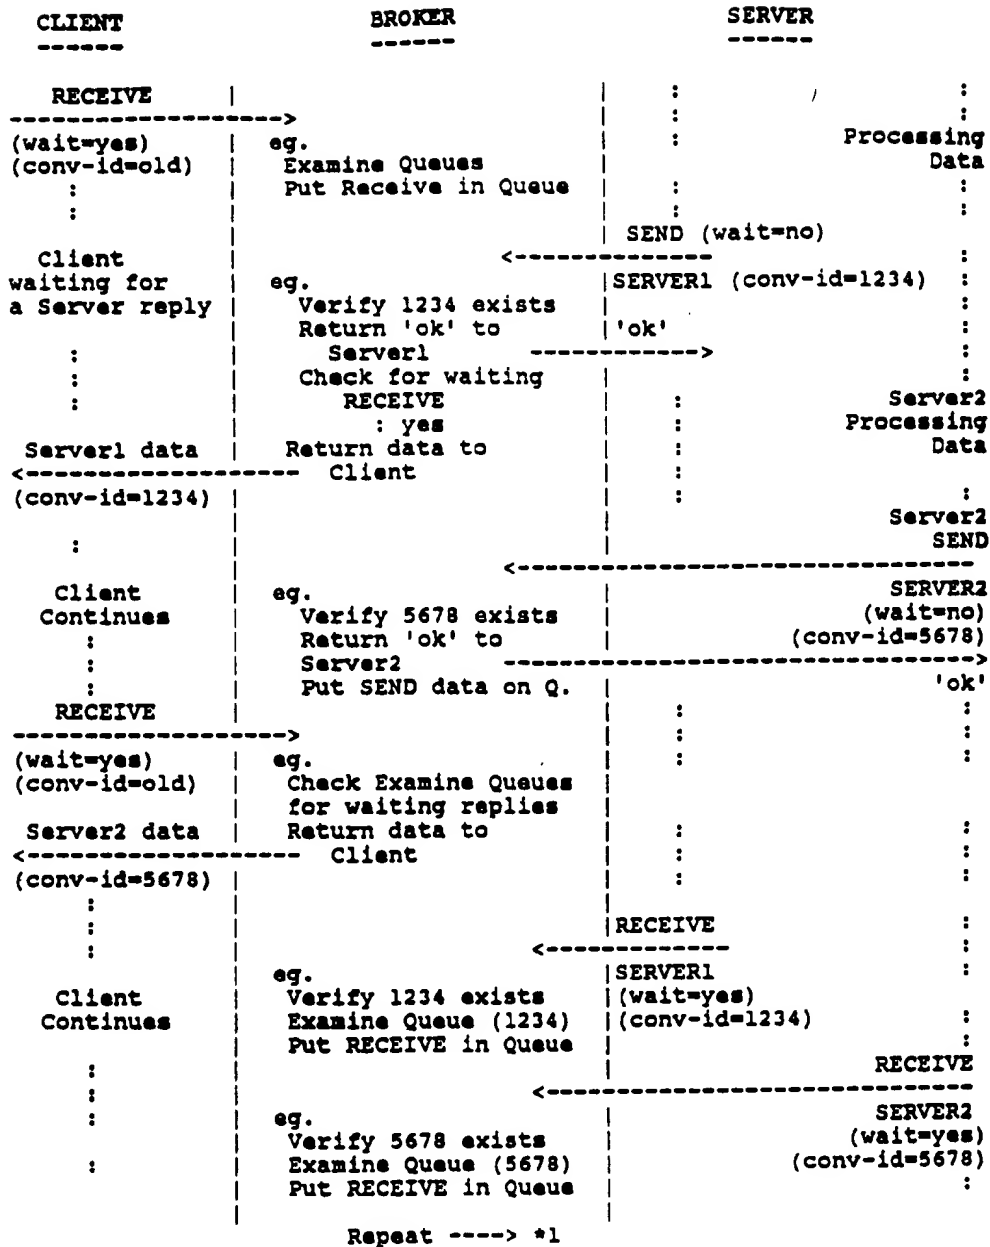 CLIENT BROKER SERVER
------ ------ ------
RECEIVE | | : :
-------------------> : :
(wait=yes) | eg. | : Processing
(conv-id=old) | Examine Queues | Data
: | Put Receive in Queue | : :
: | | : :
| | SEND (wait=no)
Client | <--------------
waiting for | eg. |SERVER1 (conv-id=1234) :
a Server reply | Verify 1234 exists | :
| Return 'ok' to |'ok' :
: | Server1 ------------> :
: | Check for waiting | :
: | RECEIVE | : Server2
| : yes | : Processing
Server1 data | Return data to | : Data
<-------------------- Client | :
(conv-id=1234) | | : :
| | Server2
: | | SEND
| <-------------------------------------
Client | eg. | SERVER2
Continues | Verify 5678 exists | (wait=no)
: | Return 'ok' to | (conv-id=5678)
: | Server2 ---------------------------------->
: | Put SEND data on Q. | 'ok'
RECEIVE | | : :
-------------------> | : :
(wait=yes) | eg. | : :
(conv-id=old) | Check Examine Queues |
| for waiting replies |
Server2 data | Return data to | : :
<-------------------- Client | : :
(conv-id=5678) | | : :
: | |
: | |RECEIVE :
: | <-------------- :
| eg. |SERVER1 :
Client | Verify 1234 exists |(wait=yes)
Continues | Examine Queue (1234) |(conv-id=1234) :
| Put RECEIVE in Queue | :
: | | RECEIVE
: | <----------------------------------
: | eg. | SERVER2
| Verify 5678 exists | (wait=yes)
: | Examine Queue (5678) | (conv-id=5678)
| Put RECEIVE in Queue | :
| |
Repeat ----> *1